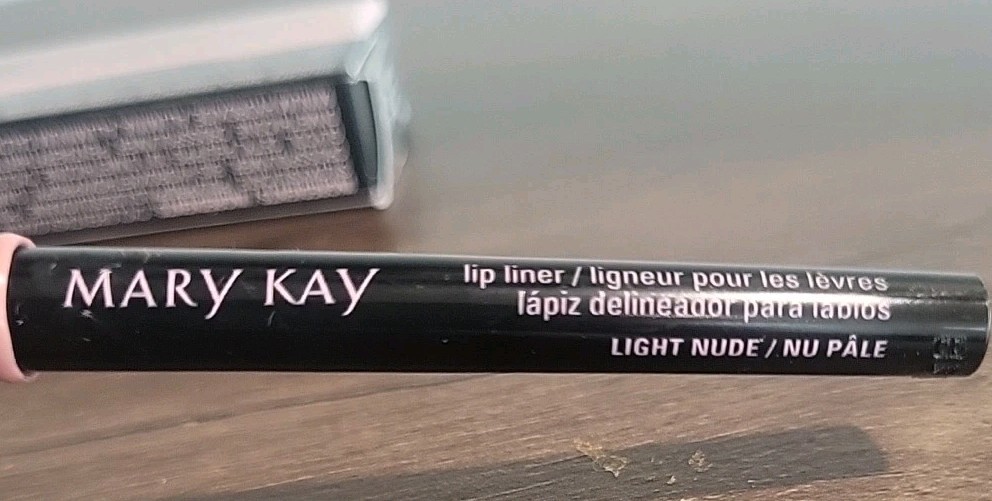 MARY KAY
lip liner / ligneur pour les lèvres
lápiz delineador para labios
LIGHT NUDE / NU PÂLE